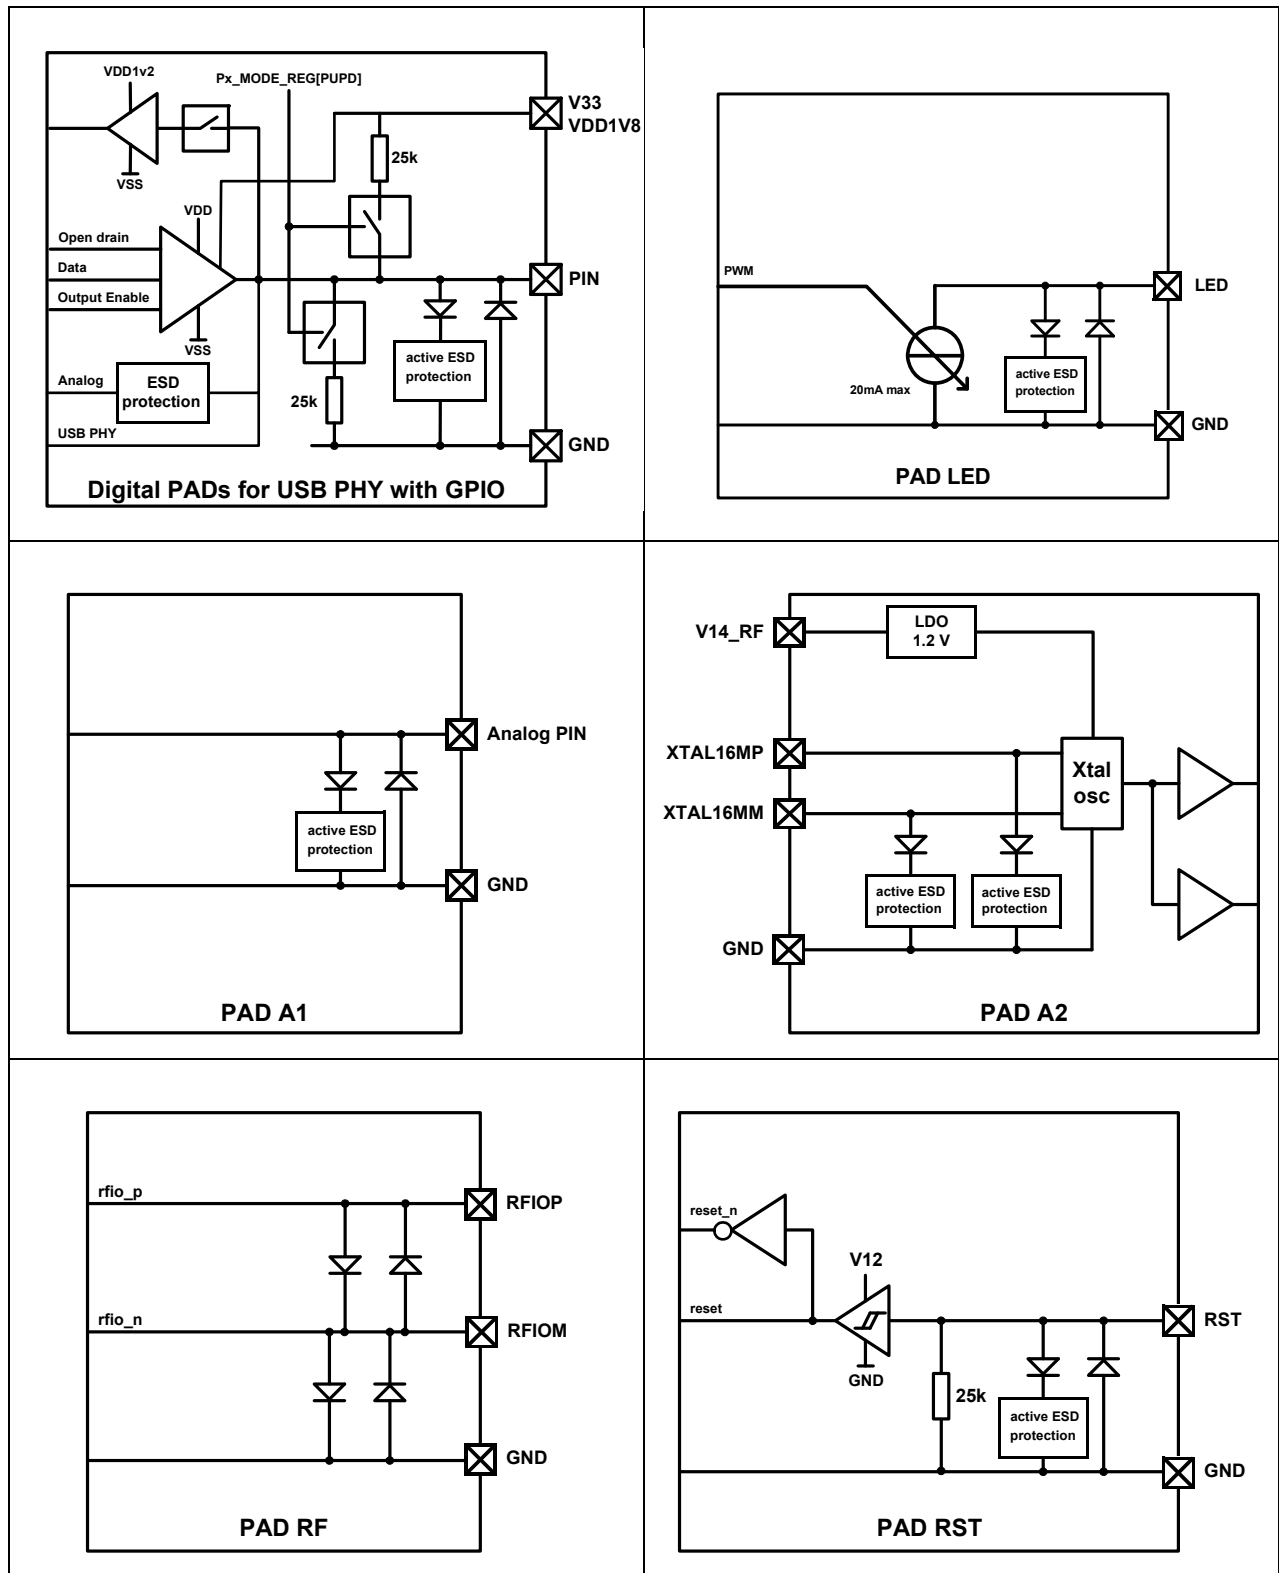 VDD1v2
Px_MODE_REG[PUPD]
V33
VDD1V8
25k
VSS
VDD
Open drain
Data
PIN
Output Enable
VSS
active ESD
protection
Analog
ESD
protection
25k
USB PHY
GND
Digital PADs for USB PHY with GPIO
PWM
LED
active ESD
protection
20mA max
GND
PAD LED
Analog PIN
active ESD
protection
GND
PAD A1
V14_RF
LDO
1.2 V
XTAL16MP
Xtal
osc
XTAL16MM
active ESD
protection
active ESD
protection
GND
PAD A2
rfio_p
RFIOP
rfio_n
RFIOM
GND
PAD RF
reset_n
V12
reset
RST
GND
25k
active ESD
protection
GND
PAD RST